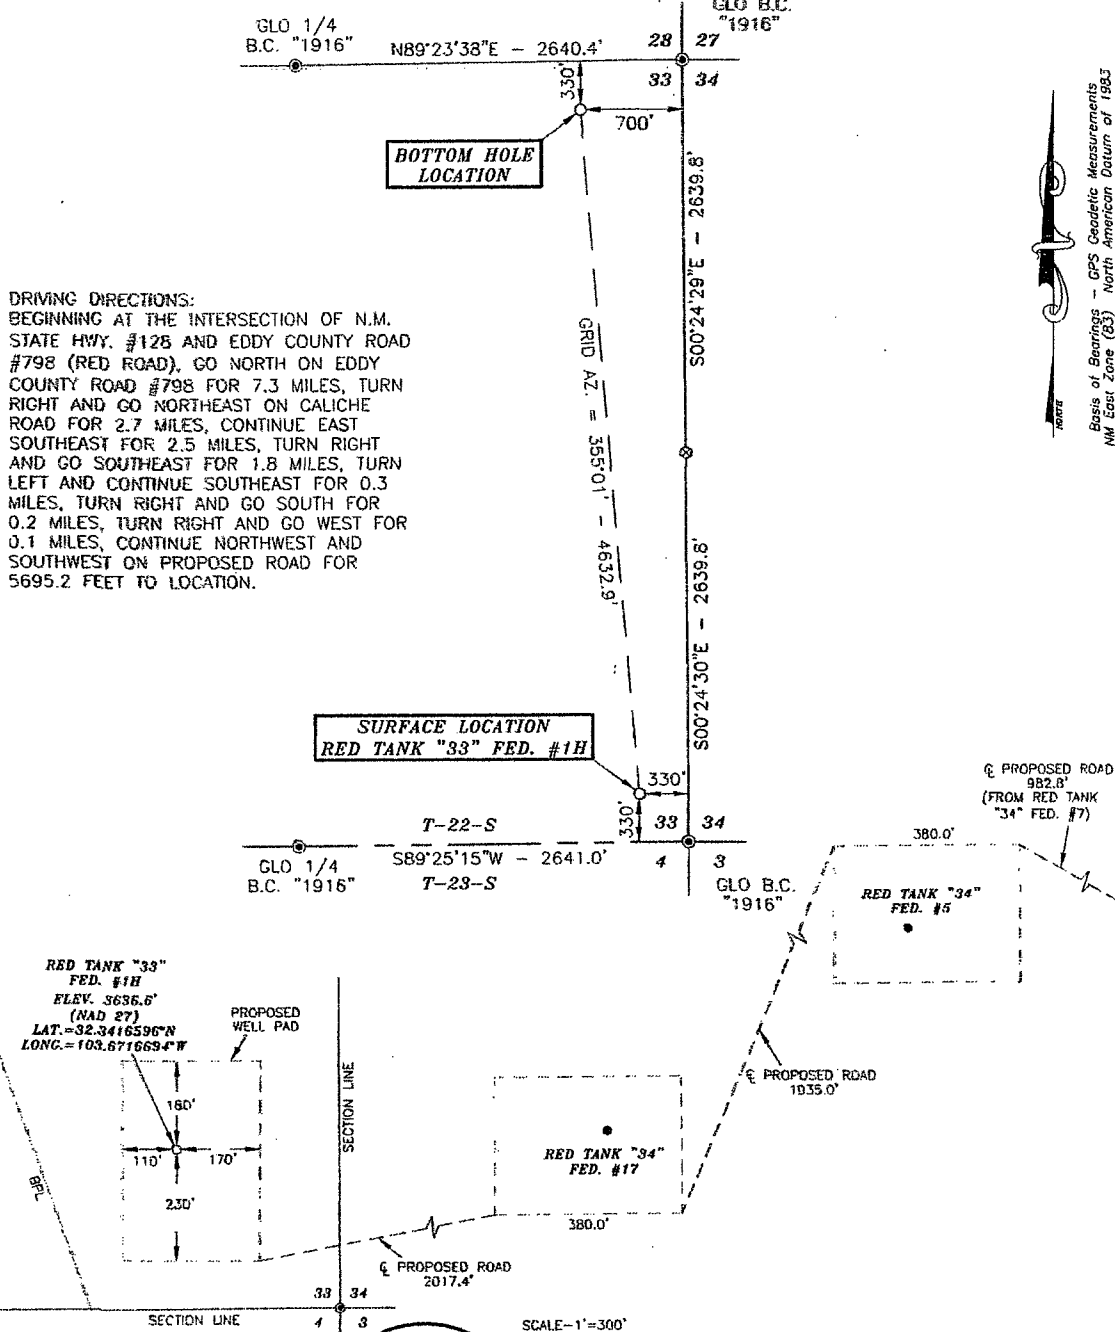 GLO B.C.
"1916"
GLO 1/4
B.C. "1916"
N89°23'38"E - 2640.4'
28 27
33 34
330'
700'
BOTTOM HOLE
LOCATION
S00°24'29"E - 2639.8'
Basis of Bearings - GPS Geodetic Measurements
NM East Zone (83) North American Datum of 1983
NORTH
DRIVING DIRECTIONS:
BEGINNING AT THE INTERSECTION OF N.M.
STATE HWY. #128 AND EDDY COUNTY ROAD
#798 (RED ROAD), GO NORTH ON EDDY
COUNTY ROAD #798 FOR 7.3 MILES, TURN
RIGHT AND GO NORTHEAST ON CALICHE
ROAD FOR 2.7 MILES, CONTINUE EAST
SOUTHEAST FOR 2.5 MILES, TURN RIGHT
AND GO SOUTHEAST FOR 1.8 MILES, TURN
LEFT AND CONTINUE SOUTHEAST FOR 0.3
MILES, TURN RIGHT AND GO SOUTH FOR
0.2 MILES, TURN RIGHT AND GO WEST FOR
0.1 MILES, CONTINUE NORTHWEST AND
SOUTHWEST ON PROPOSED ROAD FOR
5695.2 FEET TO LOCATION.
GRID AZ. = 355°01' - 4632.9'
S00°24'30"E - 2639.8'
SURFACE LOCATION
RED TANK "33" FED. #1H
330'
330'
33 34
4 3
T-22-S
S89°25'15"W - 2641.0'
T-23-S
GLO 1/4
B.C. "1916"
GLO B.C.
"1916"
℄ PROPOSED ROAD
982.8'
(FROM RED TANK
"34" FED. #7)
380.0'
RED TANK "34"
FED. #5
RED TANK "33"
FED. #1H
ELEV. 3636.6'
(NAD 27)
LAT.=32.3416596°N
LONG.=103.6716694°W
PROPOSED
WELL PAD
180'
110'
170'
230'
BPL
SECTION LINE
℄ PROPOSED ROAD
1935.0'
RED TANK "34"
FED. #17
380.0'
℄ PROPOSED ROAD
2017.4'
33 34
SECTION LINE
4 3
SCALE-1"=300'